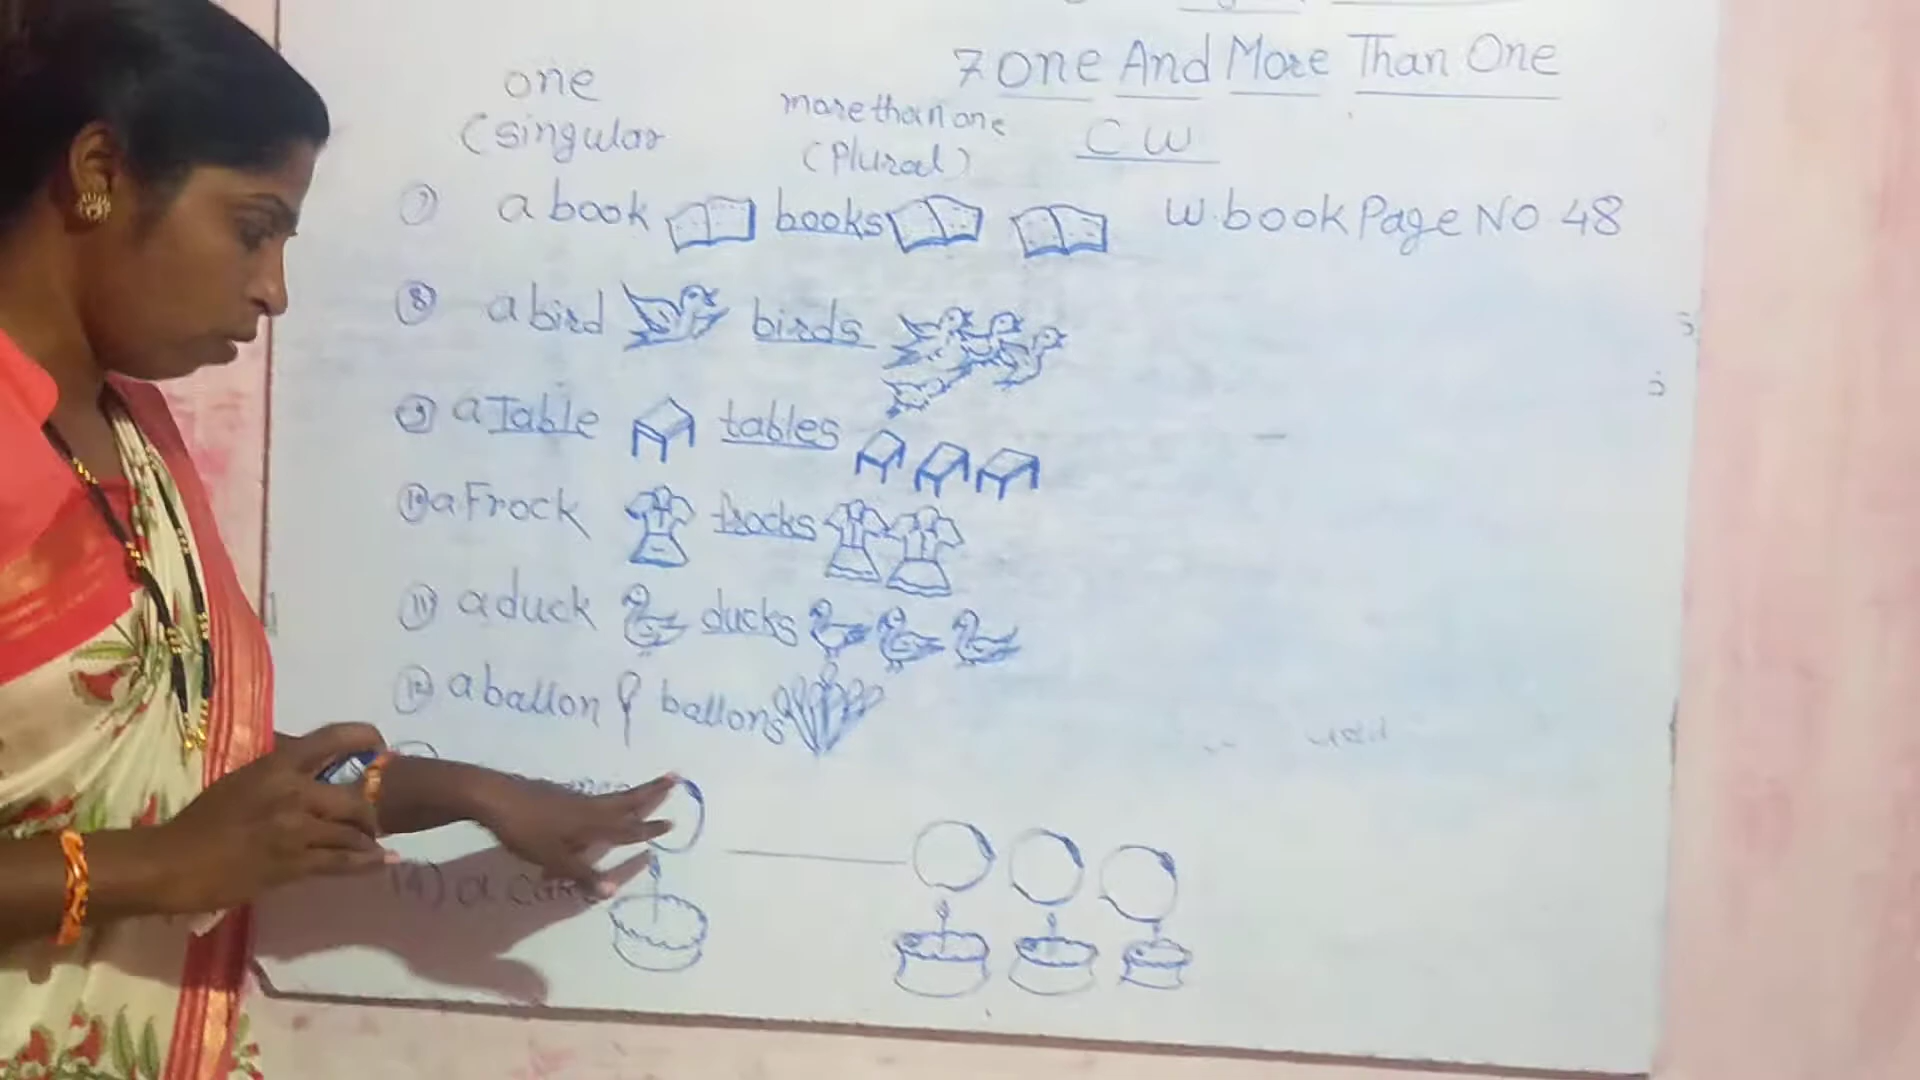 7 one And More Than One
one
more than one
(singular
(Plural)
CW
7 a book books W.book Page No 48
8 a bird birds
9 a Table tables
10 a Frock frocks
11 a duck ducks
12 a ballon ballons
14) a